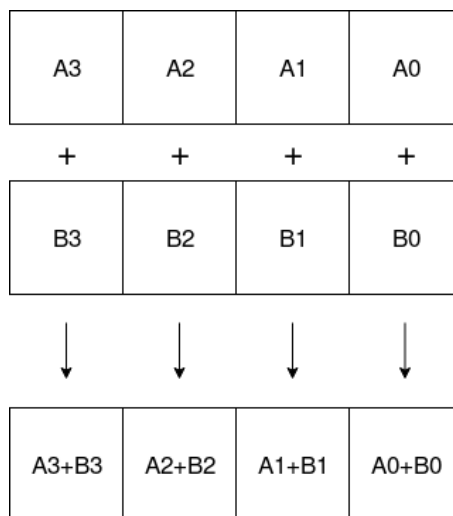 A3 A2 A1 A0
+ + + +
B3 B2 B1 B0
A3+B3 A2+B2 A1+B1 A0+B0